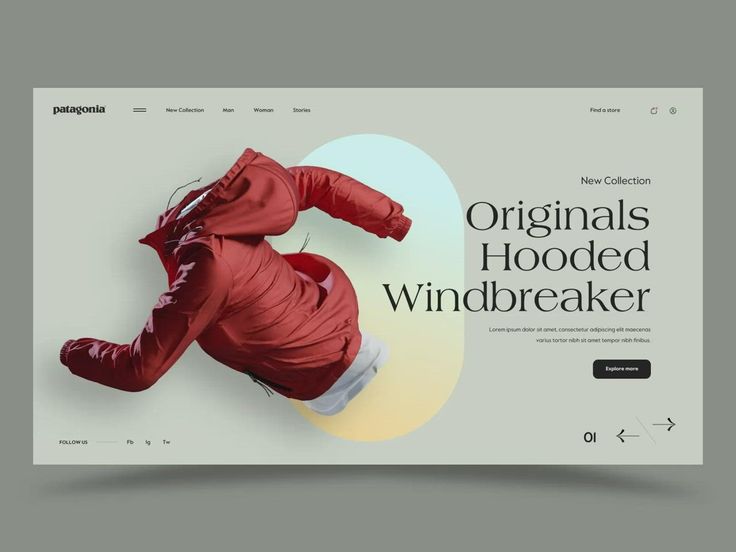 patagonia
New Collection
Man
Woman
Stories
Find a store
New Collection
Originals
Hooded
Windbreaker
Lorem ipsum dolor sit amet, consectetur adipiscing elit maecenas
varius tortor nibh sit amet tempor nibh finibus.
Explore more
FOLLOW US
Fb
Ig
Tw
01